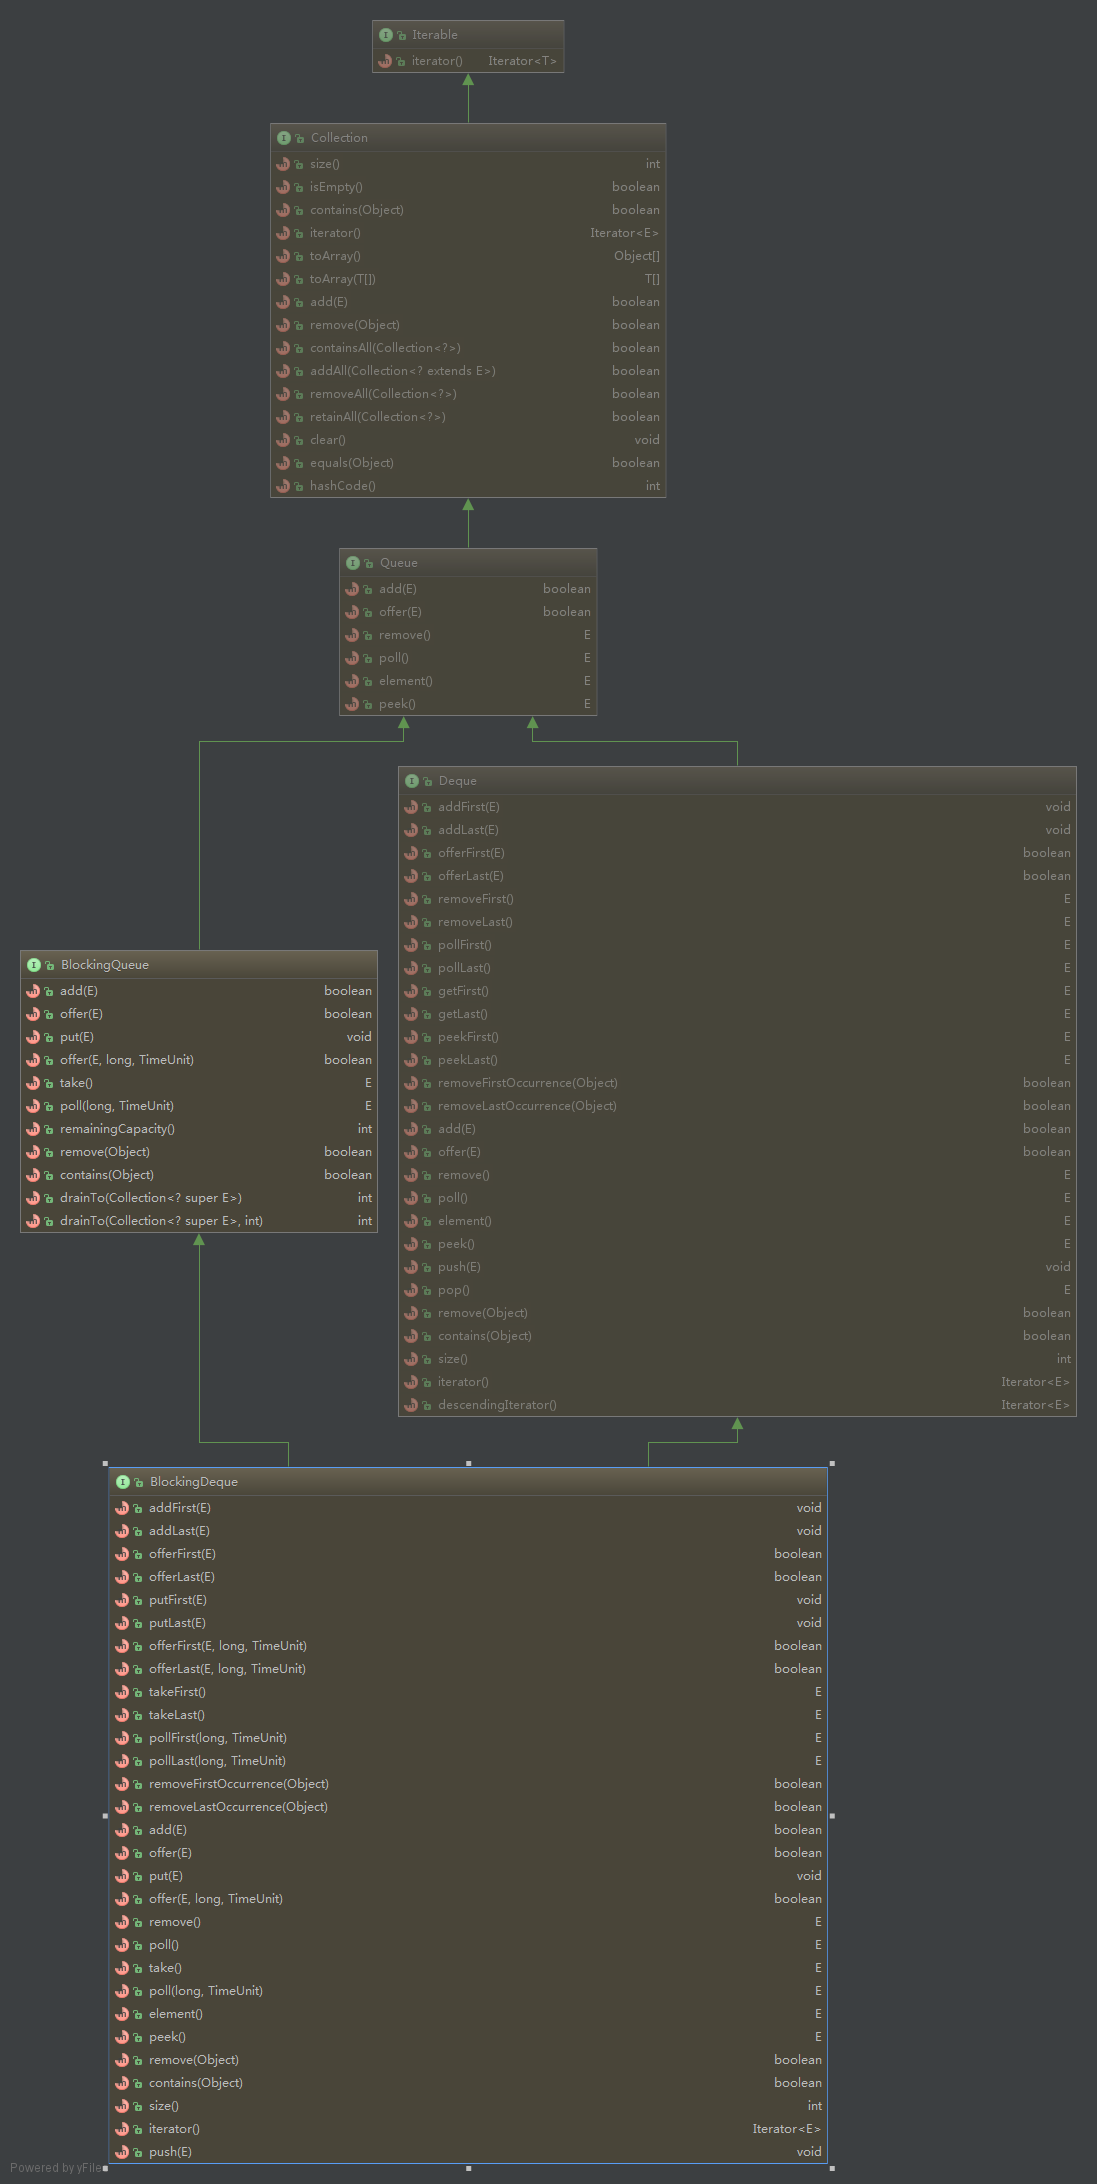 Iterable
iterator() Iterator<T>
Collection
size() int
isEmpty() boolean
contains(Object) boolean
iterator() Iterator<E>
toArray() Object[]
toArray(T[]) T[]
add(E) boolean
remove(Object) boolean
containsAll(Collection<?>) boolean
addAll(Collection<? extends E>) boolean
removeAll(Collection<?>) boolean
retainAll(Collection<?>) boolean
clear() void
equals(Object) boolean
hashCode() int
Queue
add(E) boolean
offer(E) boolean
remove() E
poll() E
element() E
peek() E
Deque
addFirst(E) void
addLast(E) void
offerFirst(E) boolean
offerLast(E) boolean
removeFirst() E
removeLast() E
pollFirst() E
pollLast() E
getFirst() E
getLast() E
peekFirst() E
peekLast() E
removeFirstOccurrence(Object) boolean
removeLastOccurrence(Object) boolean
add(E) boolean
offer(E) boolean
remove() E
poll() E
element() E
peek() E
push(E) void
pop() E
remove(Object) boolean
contains(Object) boolean
size() int
iterator() Iterator<E>
descendingIterator() Iterator<E>
BlockingQueue
add(E) boolean
offer(E) boolean
put(E) void
offer(E, long, TimeUnit) boolean
take() E
poll(long, TimeUnit) E
remainingCapacity() int
remove(Object) boolean
contains(Object) boolean
drainTo(Collection<? super E>) int
drainTo(Collection<? super E>, int) int
BlockingDeque
addFirst(E) void
addLast(E) void
offerFirst(E) boolean
offerLast(E) boolean
putFirst(E) void
putLast(E) void
offerFirst(E, long, TimeUnit) boolean
offerLast(E, long, TimeUnit) boolean
takeFirst() E
takeLast() E
pollFirst(long, TimeUnit) E
pollLast(long, TimeUnit) E
removeFirstOccurrence(Object) boolean
removeLastOccurrence(Object) boolean
add(E) boolean
offer(E) boolean
put(E) void
offer(E, long, TimeUnit) boolean
remove() E
poll() E
take() E
poll(long, TimeUnit) E
element() E
peek() E
remove(Object) boolean
contains(Object) boolean
size() int
iterator() Iterator<E>
push(E) void
Powered by yFile